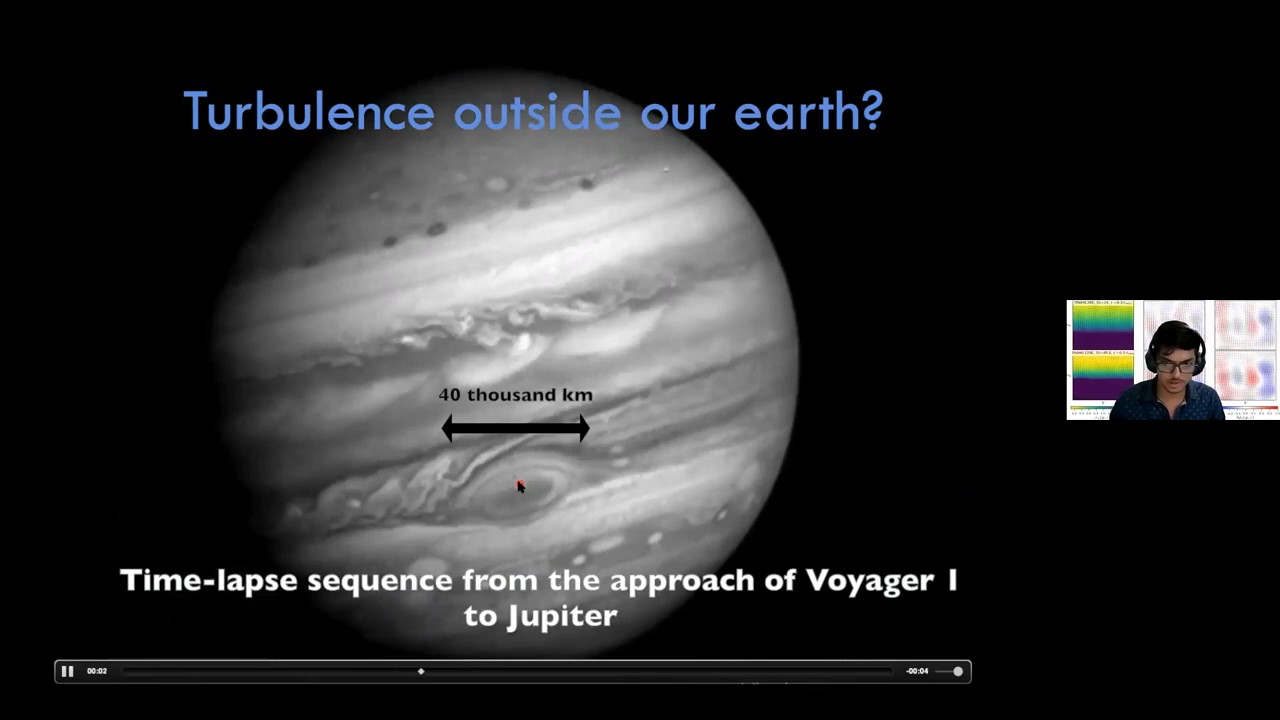 Turbulence outside our earth?
40 thousand km
Time-lapse sequence from the approach of Voyager 1
to Jupiter
00:02
-00:04